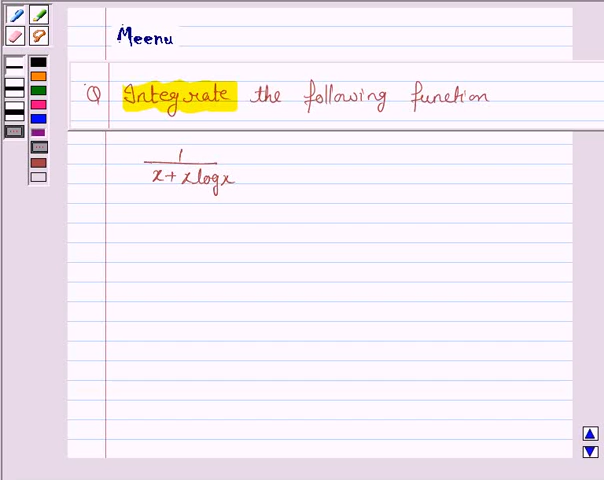 Meenu
Q Integrate the following function
1
x + x log x